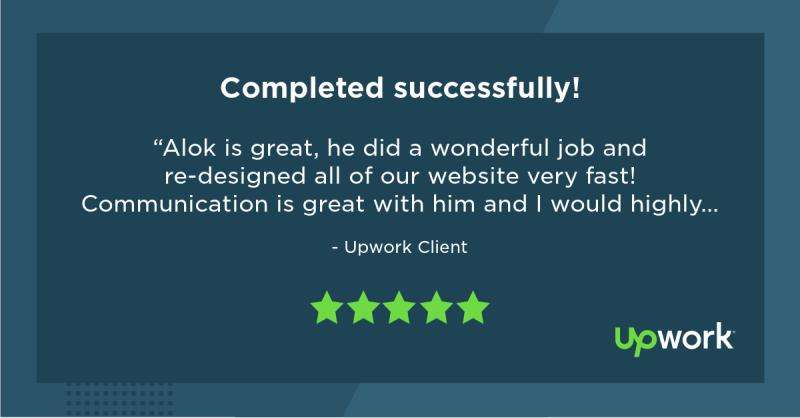 Completed successfully!
“Alok is great, he did a wonderful job and
re-designed all of our website very fast!
Communication is great with him and I would highly...
- Upwork Client
upwork